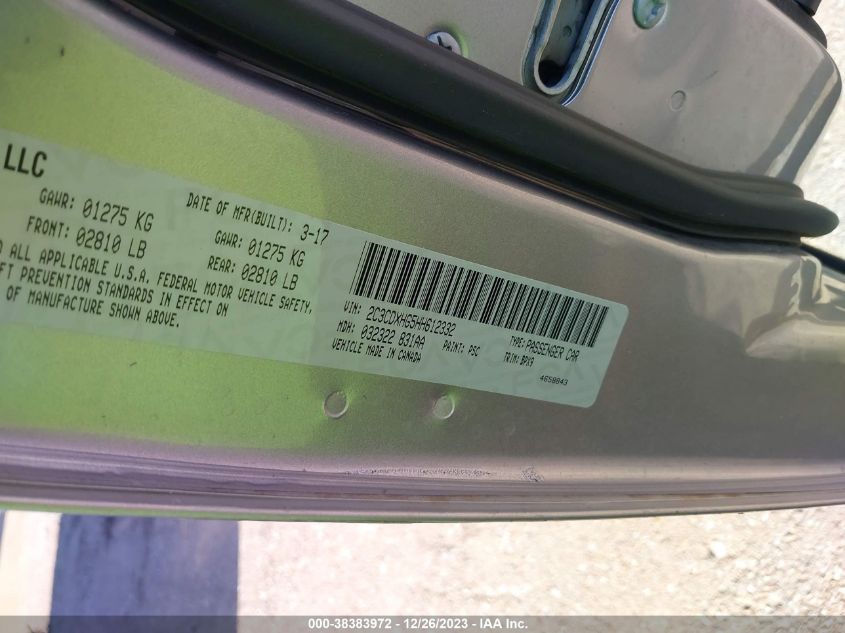 LLC
DATE OF MFR(BUILT): 3-17
GAWR: 01275 KG
FRONT: 02810 LB
GAWR: 01275 KG
REAR: 02810 LB
ALL APPLICABLE U.S.A. FEDERAL MOTOR VEHICLE SAFETY,
FT PREVENTION STANDARDS IN EFFECT ON
OF MANUFACTURE SHOWN ABOVE.
VIN: 2C3CDXHG5HH612332
TYPE: PASSENGER CAR
MDH: 032322 831AA
PAINT: PSC
TRIM: BPX9
VEHICLE MADE IN CANADA
4658843
000-38383972 - 12/26/2023 - IAA Inc.